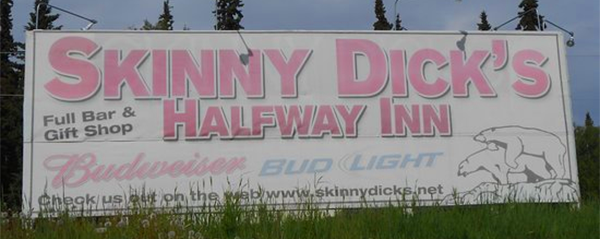 SKINNY DICK'S
Full Bar &
Gift Shop
HALFWAY INN
Budweiser BUD LIGHT
Check us out on the web www.skinnydicks.net